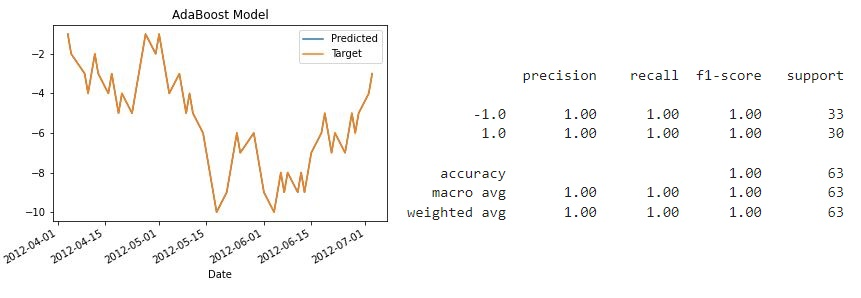 AdaBoost Model
Predicted
Target
−2
−4
−6
−8
−10
2012-04-01
2012-04-15
2012-05-01
2012-05-15
2012-06-01
2012-06-15
2012-07-01
Date
precision recall f1-score support
-1.0 1.00 1.00 1.00 33
1.0 1.00 1.00 1.00 30
accuracy 1.00 63
macro avg 1.00 1.00 1.00 63
weighted avg 1.00 1.00 1.00 63